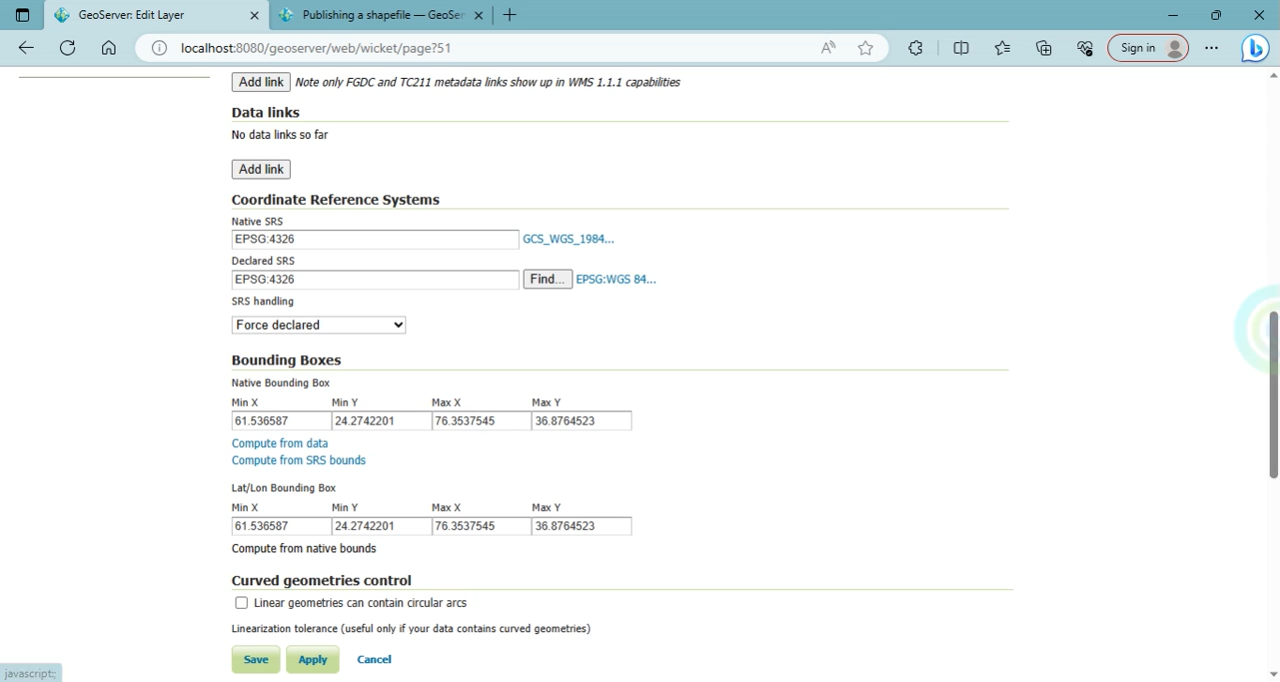 GeoServer: Edit Layer
Publishing a shapefile — GeoSer
localhost:8080/geoserver/web/wicket/page?51
Sign in
Add link Note only FGDC and TC211 metadata links show up in WMS 1.1.1 capabilities
Data links
No data links so far
Add link
Coordinate Reference Systems
Native SRS
EPSG:4326 GCS_WGS_1984...
Declared SRS
EPSG:4326 Find... EPSG:WGS 84...
SRS handling
Force declared
Bounding Boxes
Native Bounding Box
Min X Min Y Max X Max Y
61.536587 24.2742201 76.3537545 36.8764523
Compute from data
Compute from SRS bounds
Lat/Lon Bounding Box
Min X Min Y Max X Max Y
61.536587 24.2742201 76.3537545 36.8764523
Compute from native bounds
Curved geometries control
Linear geometries can contain circular arcs
Linearization tolerance (useful only if your data contains curved geometries)
Save Apply Cancel
javascript:;